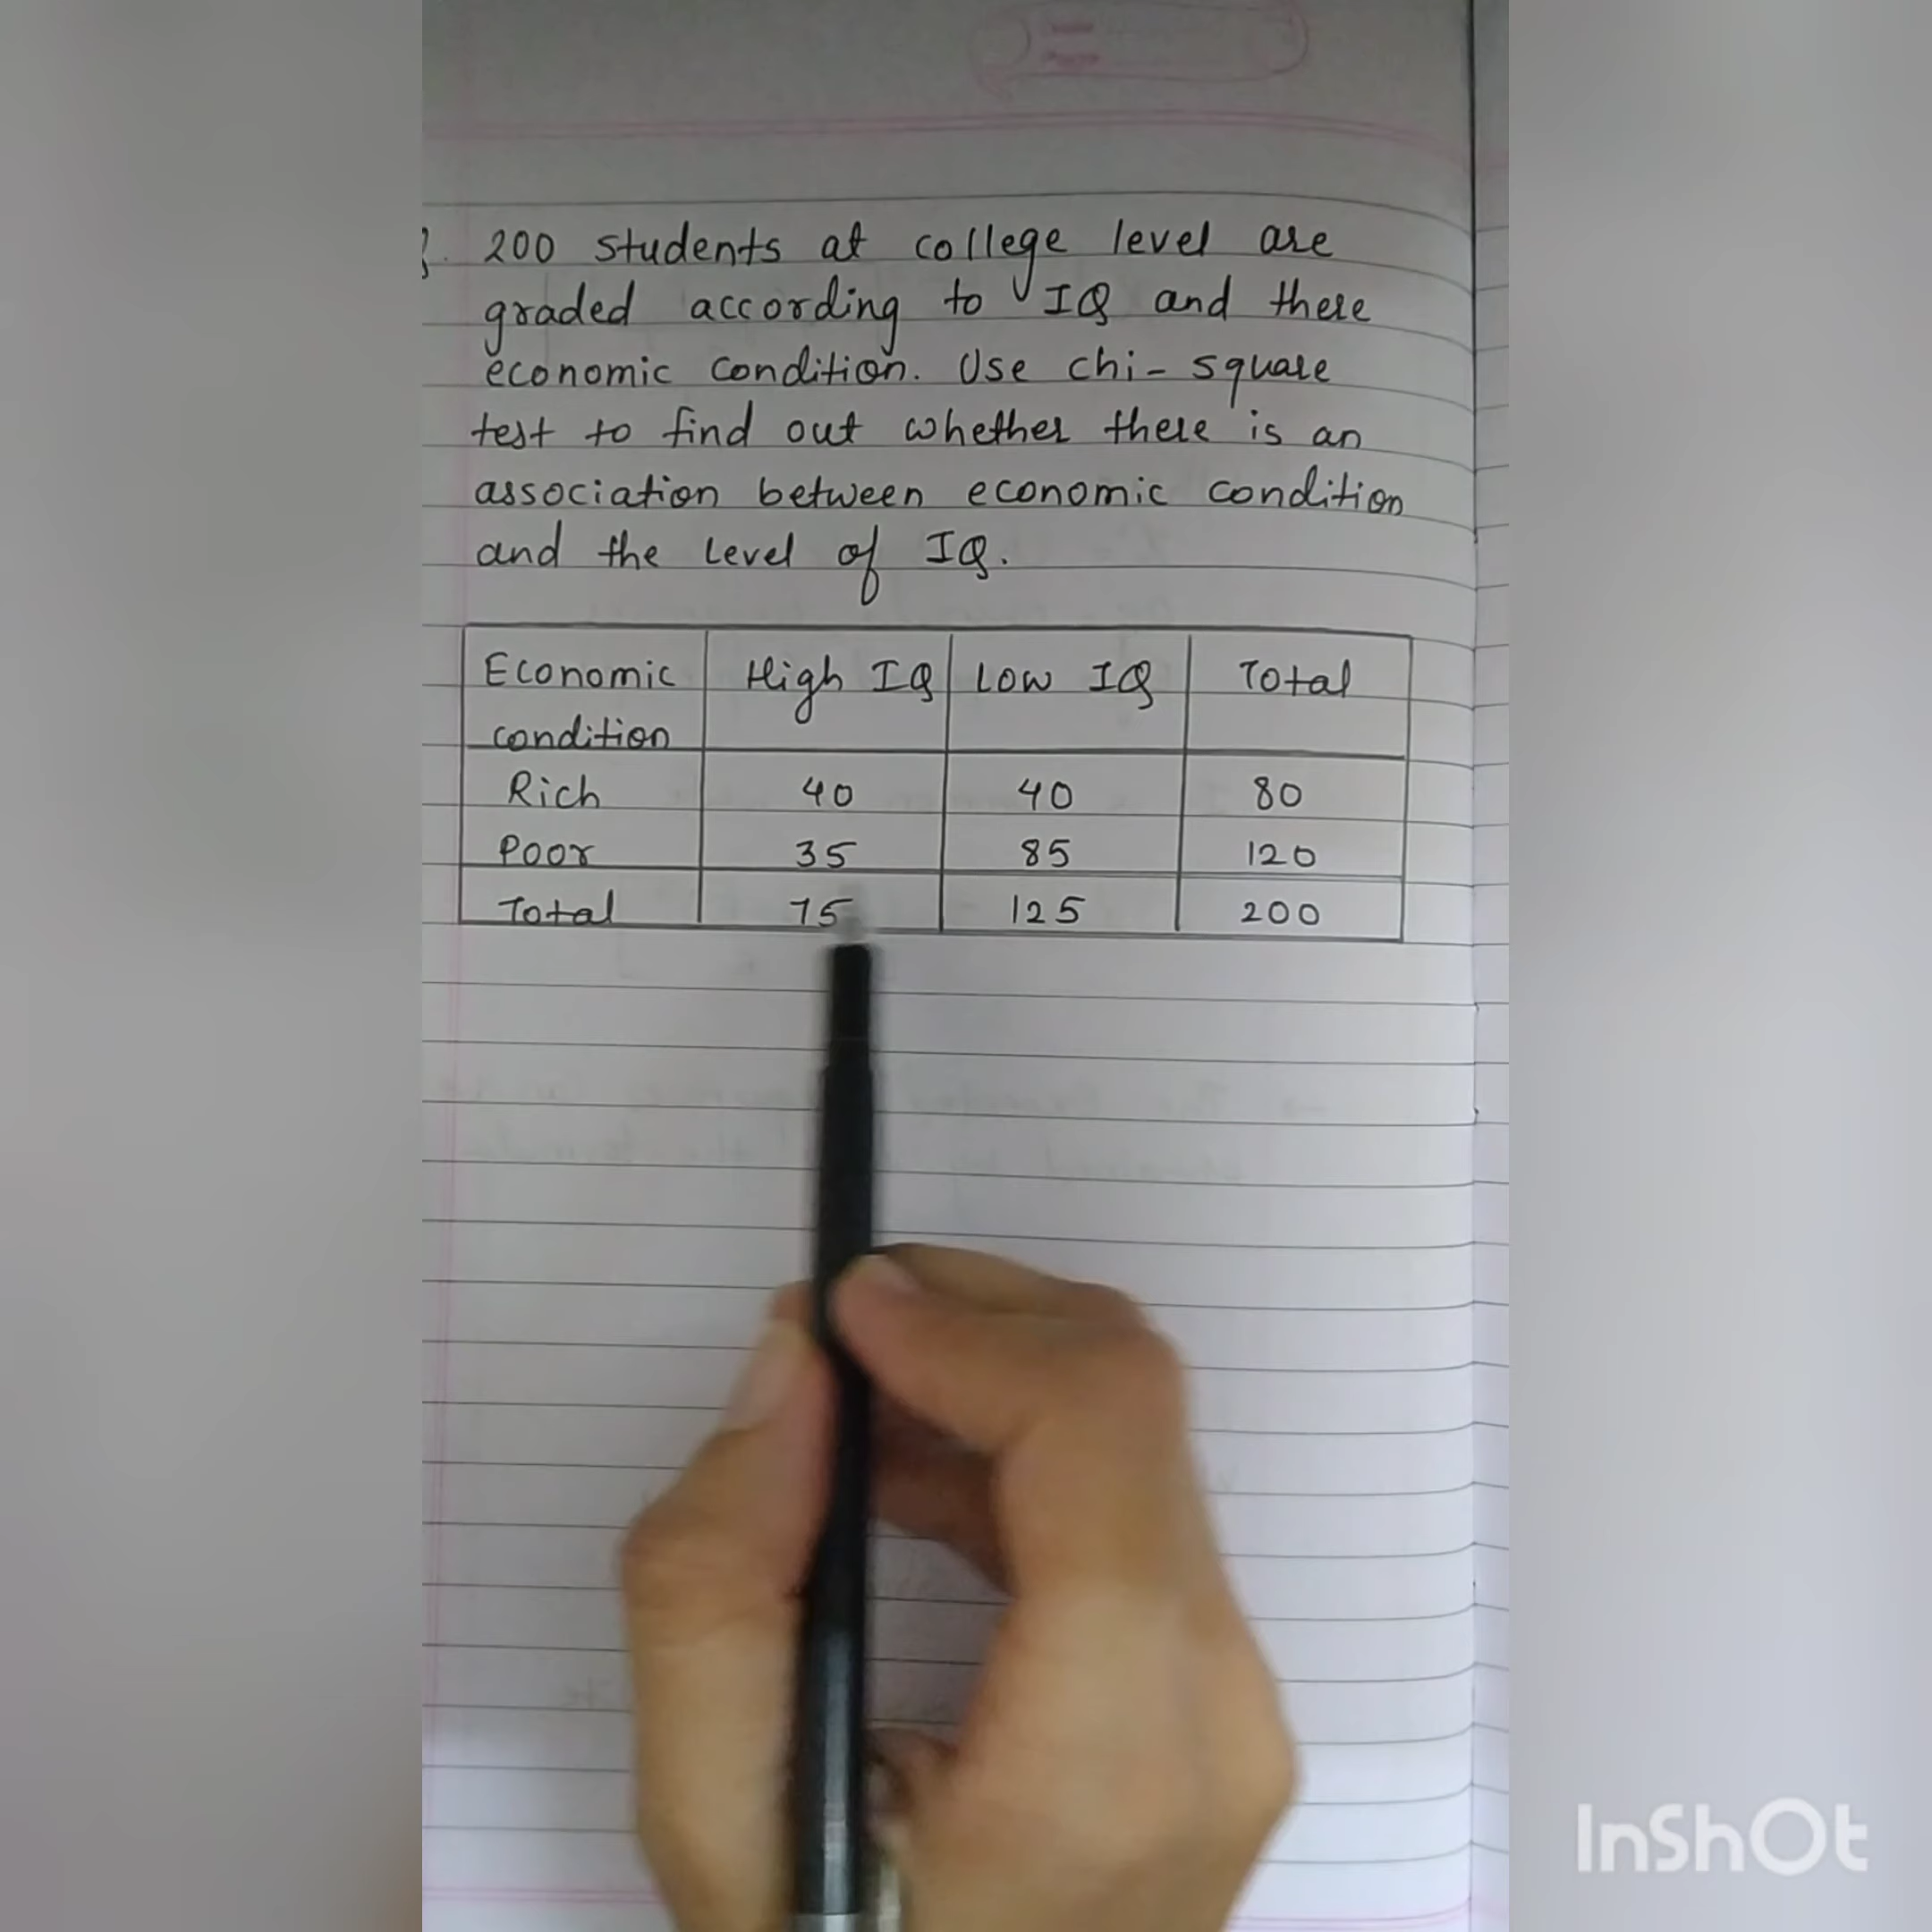 200 students at college level are
graded according to IQ and there
economic condition. Use chi-square
test to find out whether there is an
association between economic condition
and the level of IQ.
Economic condition High IQ Low IQ Total
Rich 40 40 80
Poor 35 85 120
Total 75 125 200
InShOt